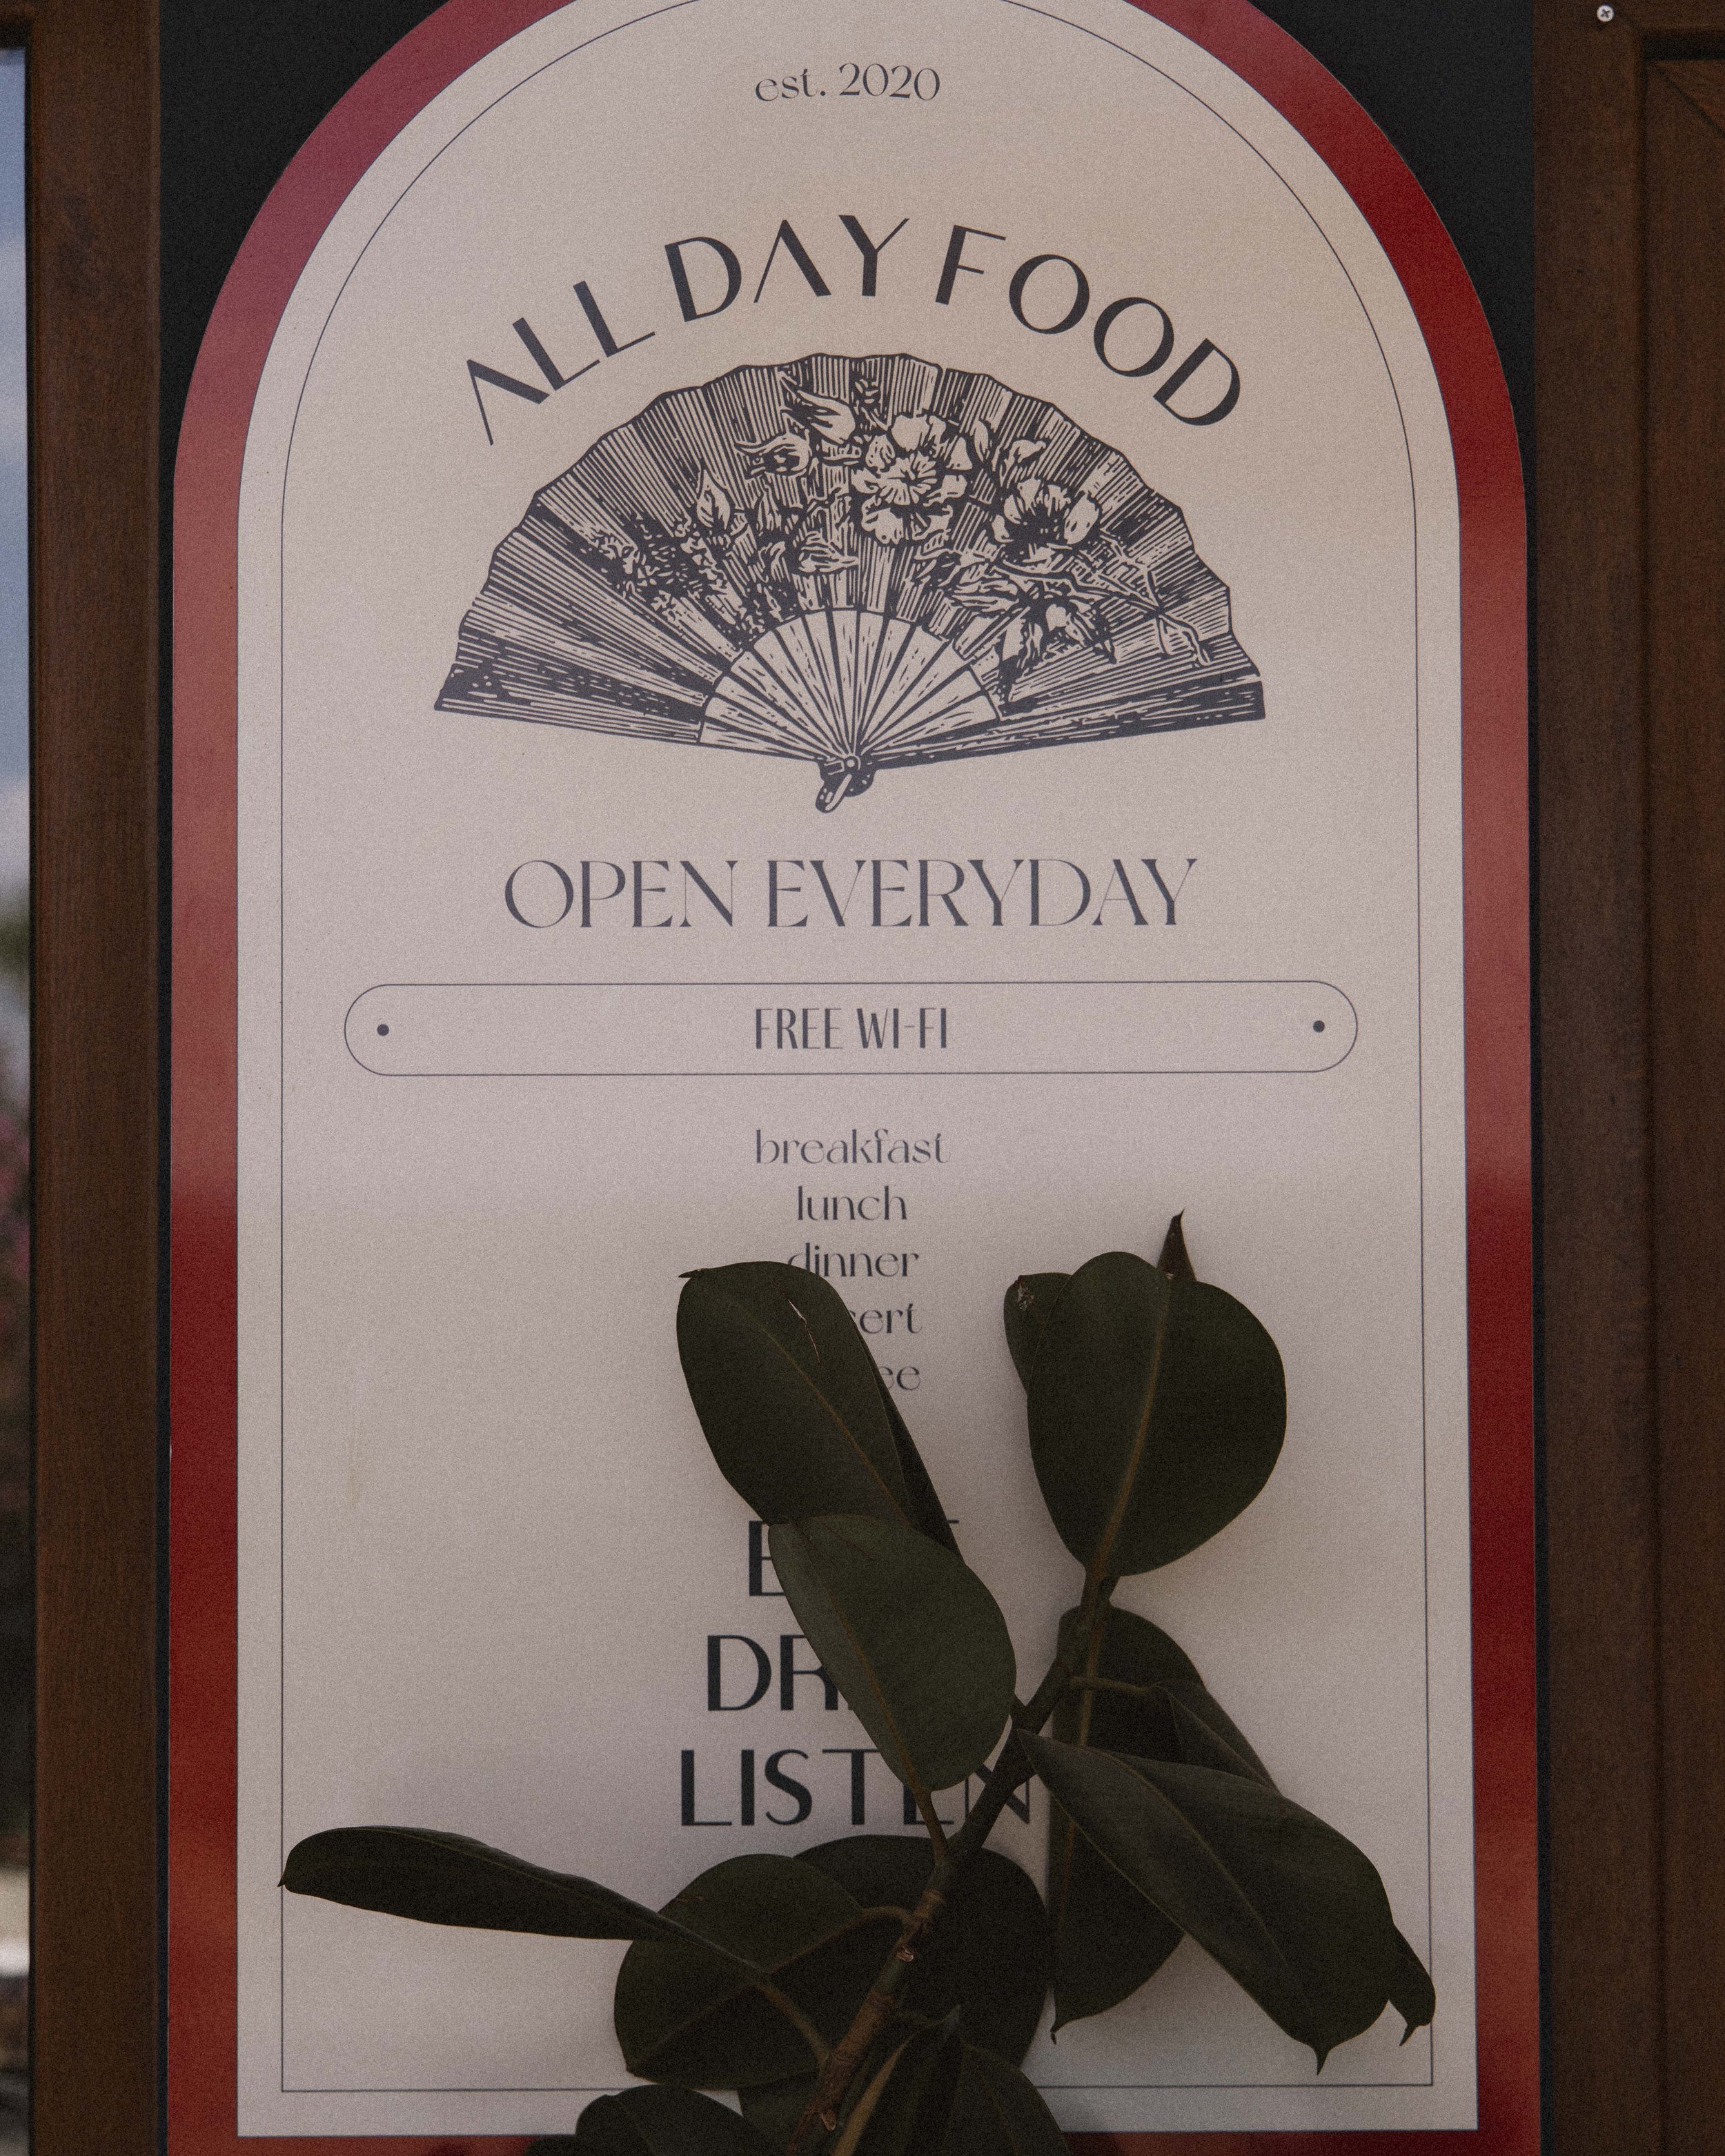 est. 2020
ALL DAY FOOD
OPEN EVERYDAY
FREE WI-FI
breakfast
lunch
dinner
LISTEN